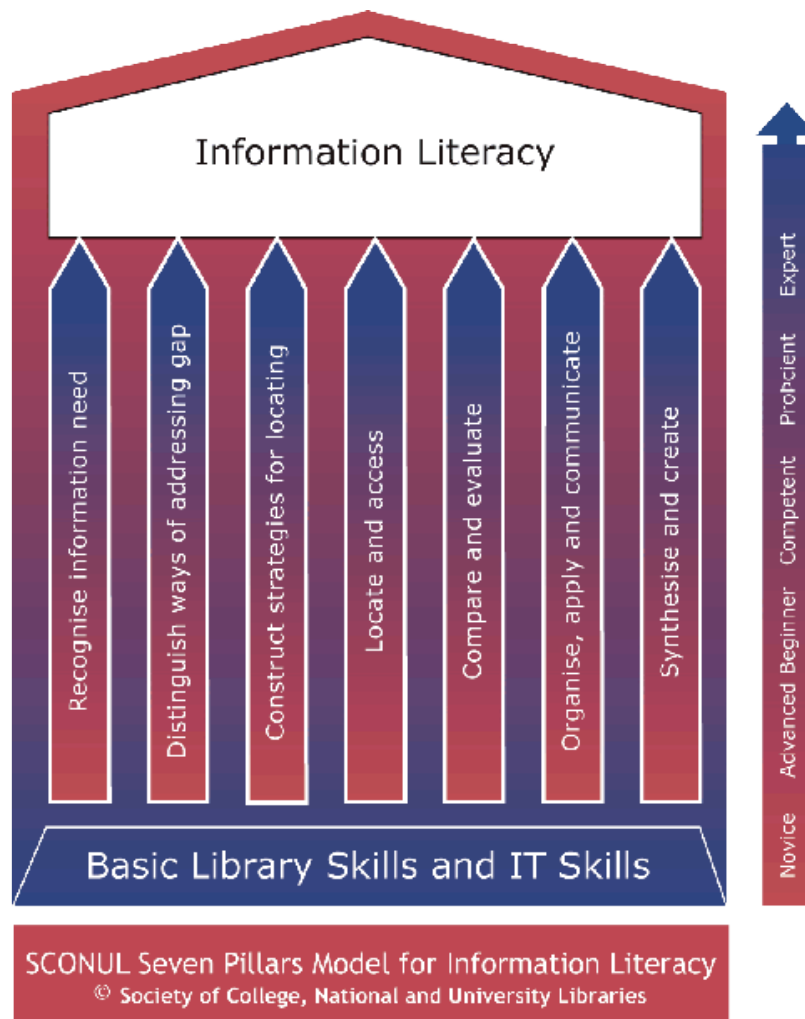 Information Literacy
Recognise information need
Distinguish ways of addressing gap
Construct strategies for locating
Locate and access
Compare and evaluate
Organise, apply and communicate
Synthesise and create
Basic Library Skills and IT Skills
Novice Advanced Beginner Competent ProÞcient Expert
SCONUL Seven Pillars Model for Information Literacy
© Society of College, National and University Libraries